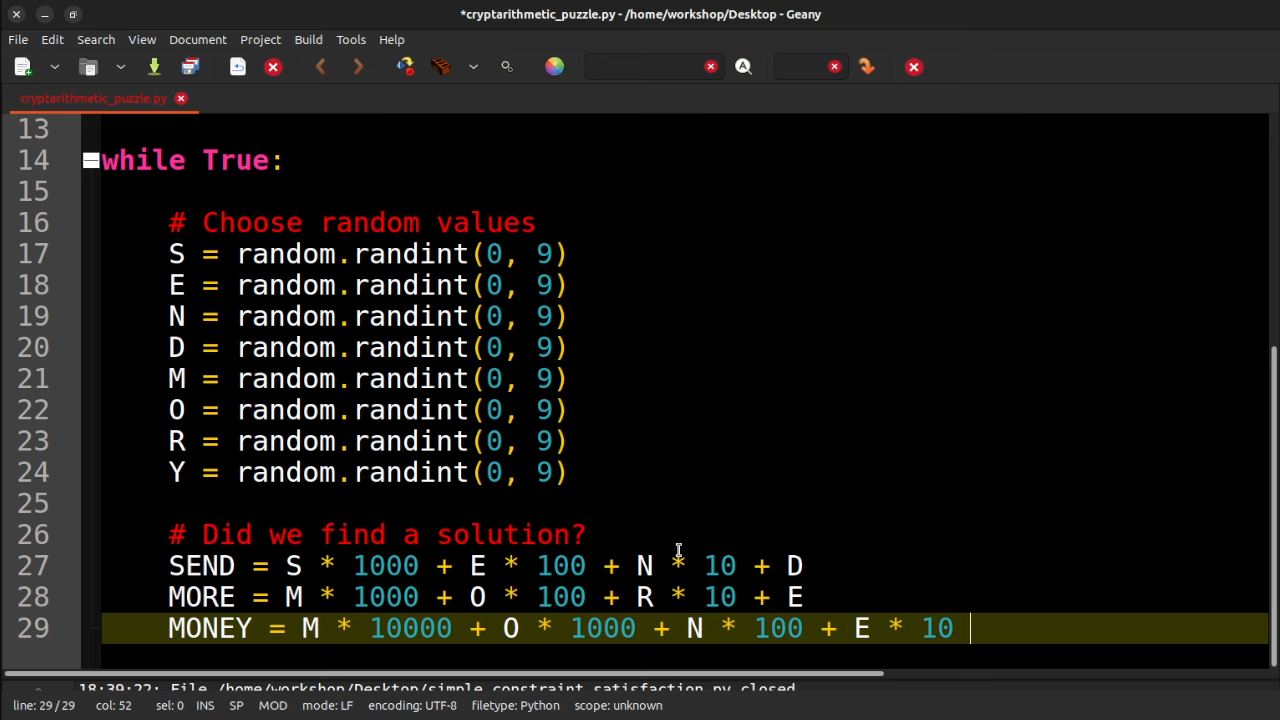 *cryptarithmetic_puzzle.py - /home/workshop/Desktop - Geany
File Edit Search View Document Project Build Tools Help
cryptarithmetic_puzzle.py
13
14 while True:
15
16 # Choose random values
17 S = random.randint(0, 9)
18 E = random.randint(0, 9)
19 N = random.randint(0, 9)
20 D = random.randint(0, 9)
21 M = random.randint(0, 9)
22 O = random.randint(0, 9)
23 R = random.randint(0, 9)
24 Y = random.randint(0, 9)
25
26 # Did we find a solution?
27 SEND = S * 1000 + E * 100 + N * 10 + D
28 MORE = M * 1000 + O * 100 + R * 10 + E
29 MONEY = M * 10000 + O * 1000 + N * 100 + E * 10
18:39:22: File /home/workshop/Desktop/simple_constraint_satisfaction.py closed
line: 29 / 29 col: 52 sel: 0 INS SP MOD mode: LF encoding: UTF-8 filetype: Python scope: unknown